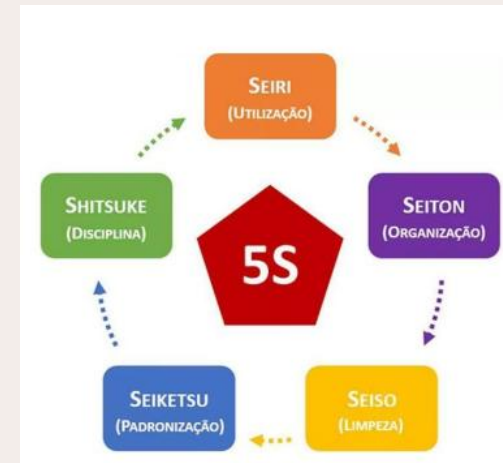 SEIRI
(UTILIZAÇÃO)
SEITON
(ORGANIZAÇÃO)
SEISO
(LIMPEZA)
SEIKETSU
(PADRONIZAÇÃO)
SHITSUKE
(DISCIPLINA)
5S